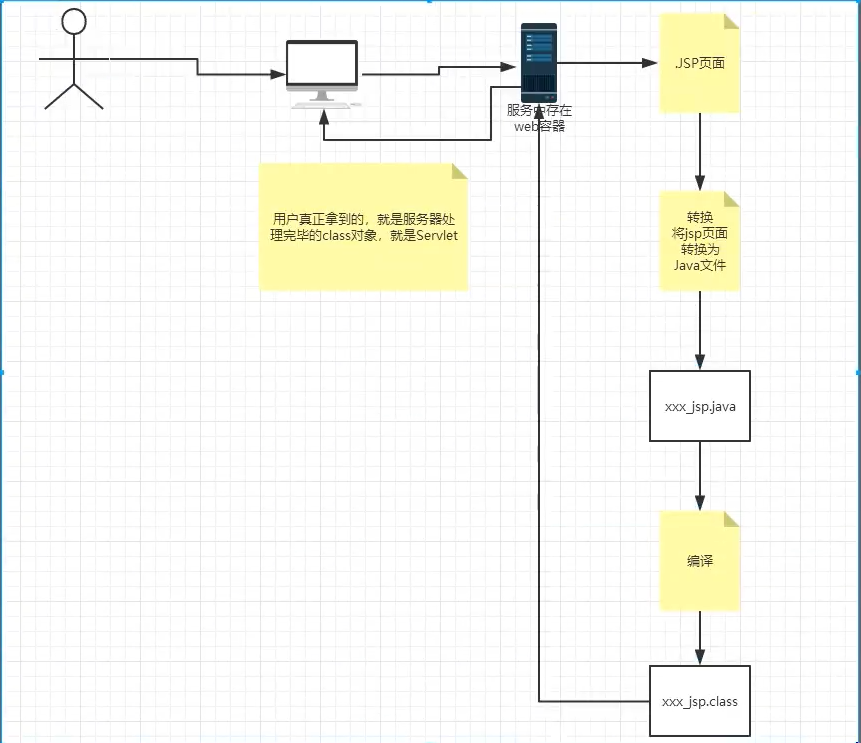 .JSP页面
服务中存在
web容器
用户真正拿到的，就是服务器处
理完毕的class对象，就是Servlet
转换
将jsp页面
转换为
Java文件
xxx_jsp.java
编译
xxx_jsp.class